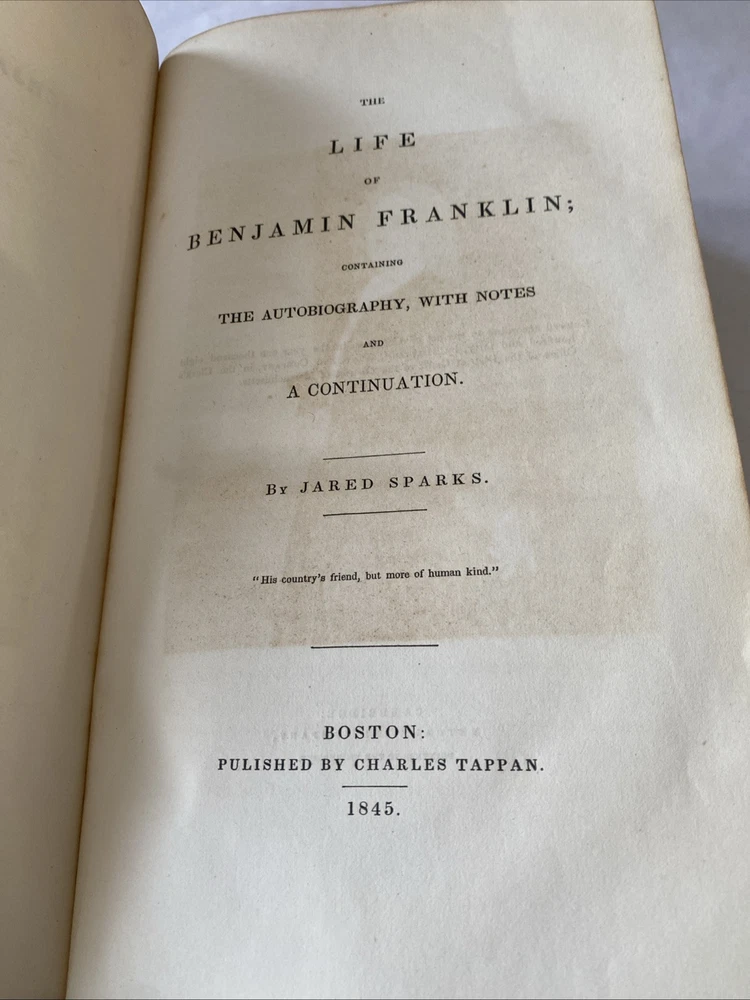 THE
LIFE
OF
BENJAMIN FRANKLIN;
CONTAINING
THE AUTOBIOGRAPHY, WITH NOTES
AND
A CONTINUATION.
By JARED SPARKS.
"His country's friend, but more of human kind."
BOSTON:
PULISHED BY CHARLES TAPPAN.
1845.